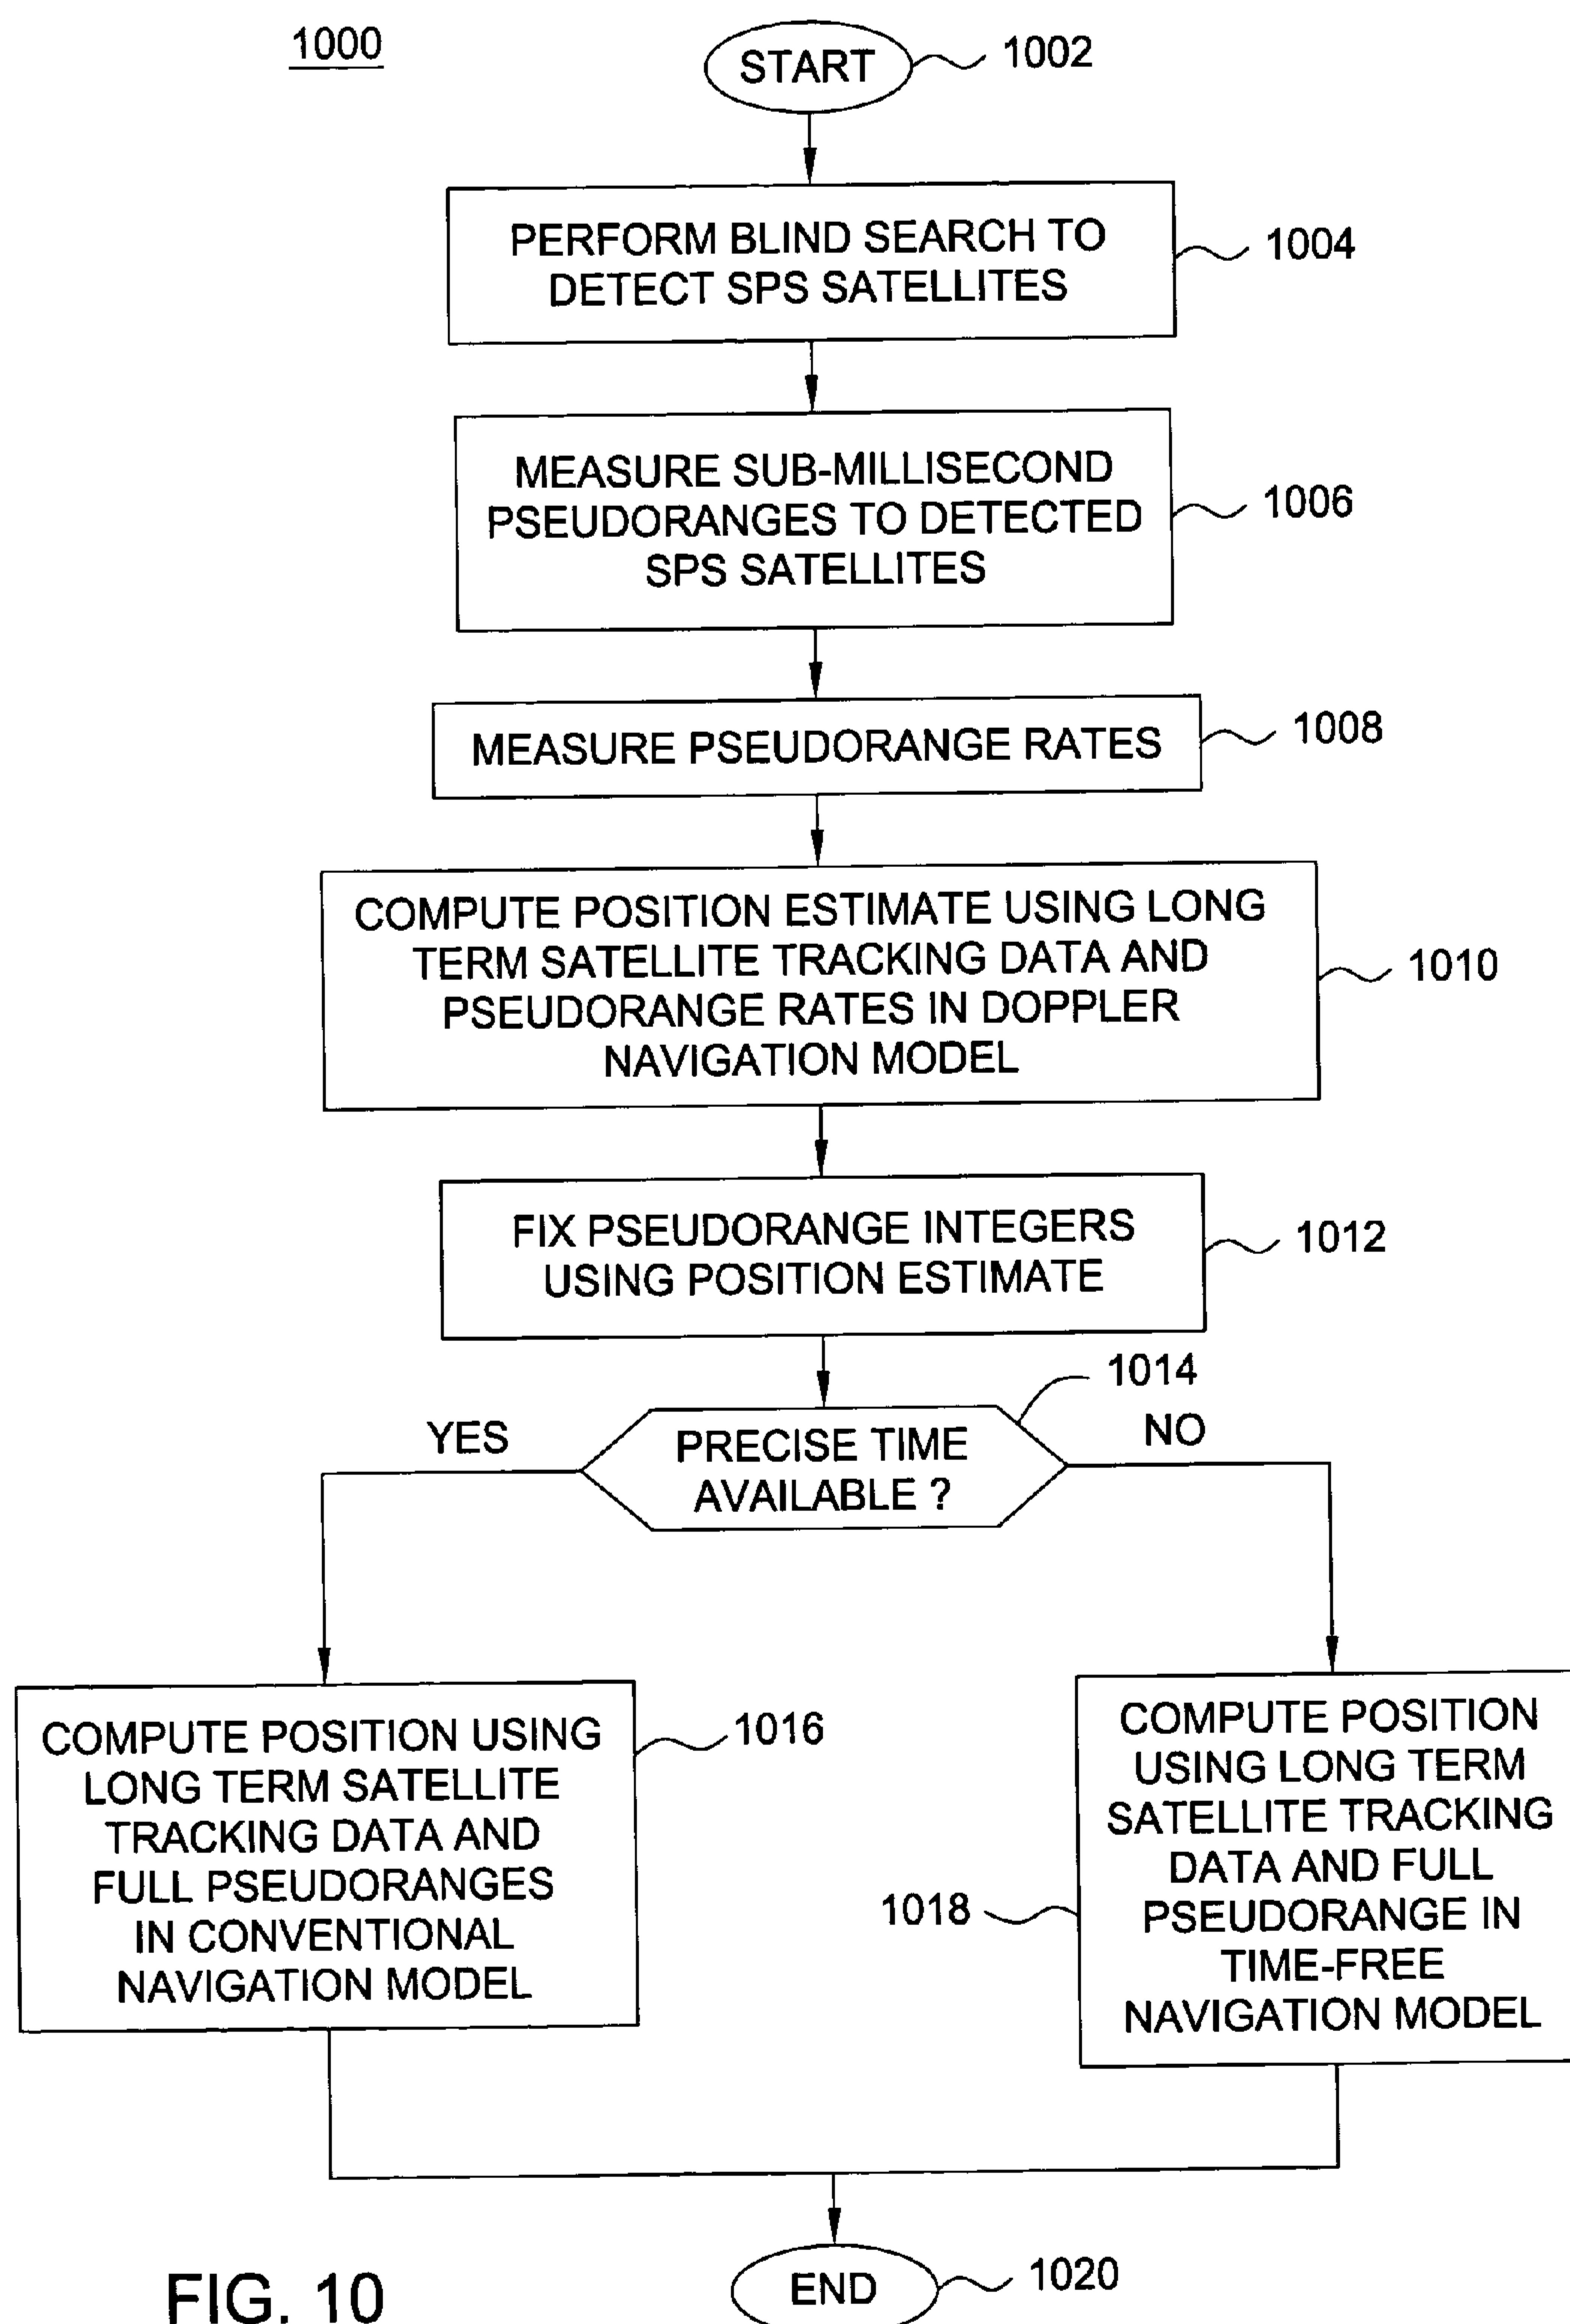 1000
START
1002
PERFORM BLIND SEARCH TO
DETECT SPS SATELLITES
1004
MEASURE SUB-MILLISECOND
PSEUDORANGES TO DETECTED
SPS SATELLITES
1006
MEASURE PSEUDORANGE RATES
1008
COMPUTE POSITION ESTIMATE USING LONG
TERM SATELLITE TRACKING DATA AND
PSEUDORANGE RATES IN DOPPLER
NAVIGATION MODEL
1010
FIX PSEUDORANGE INTEGERS
USING POSITION ESTIMATE
1012
1014
YES
PRECISE TIME
AVAILABLE ?
NO
COMPUTE POSITION USING
LONG TERM SATELLITE
TRACKING DATA AND
FULL PSEUDORANGES
IN CONVENTIONAL
NAVIGATION MODEL
1016
COMPUTE POSITION
USING LONG TERM
SATELLITE TRACKING
DATA AND FULL
PSEUDORANGE IN
TIME-FREE
NAVIGATION MODEL
1018
END
1020
FIG. 10